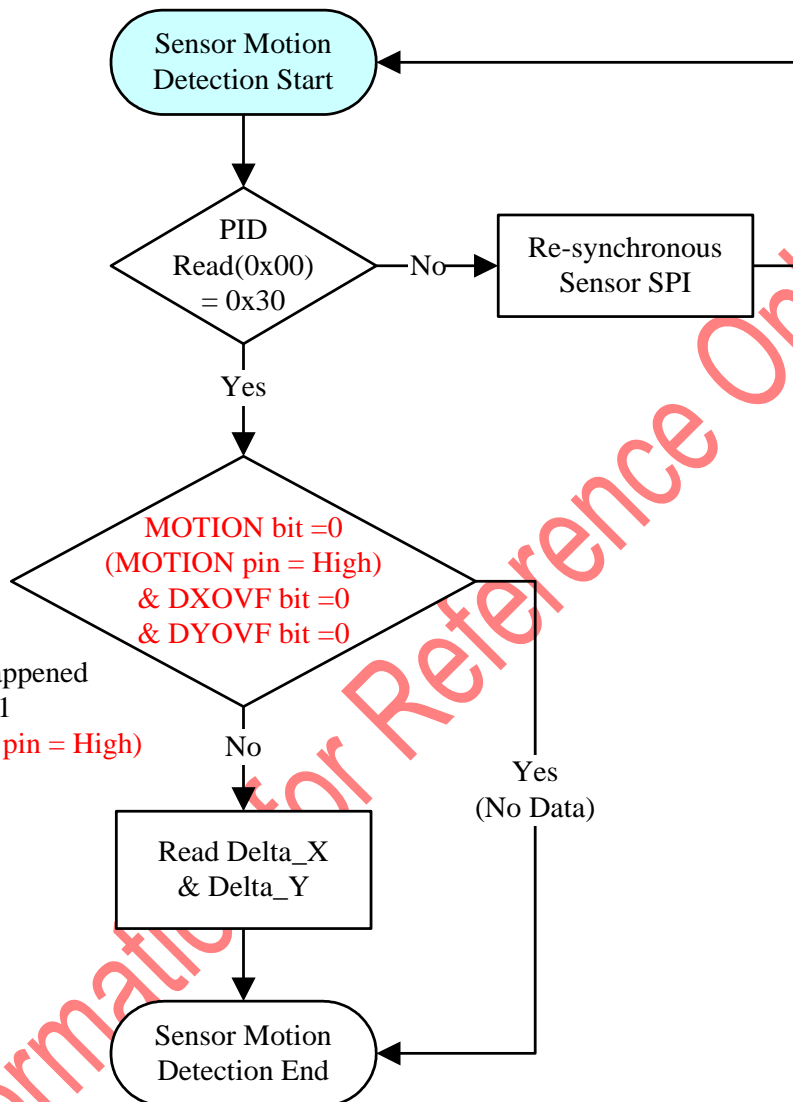 Sensor Motion
Detection Start
PID
Read(0x00)
= 0x30
No
Re-synchronous
Sensor SPI
Yes
MOTION bit =0
(MOTION pin = High)
& DXOVF bit =0
& DYOVF bit =0
1
pin = High)
No
Yes
(No Data)
Read Delta_X
& Delta_Y
Sensor Motion
Detection End
for Reference